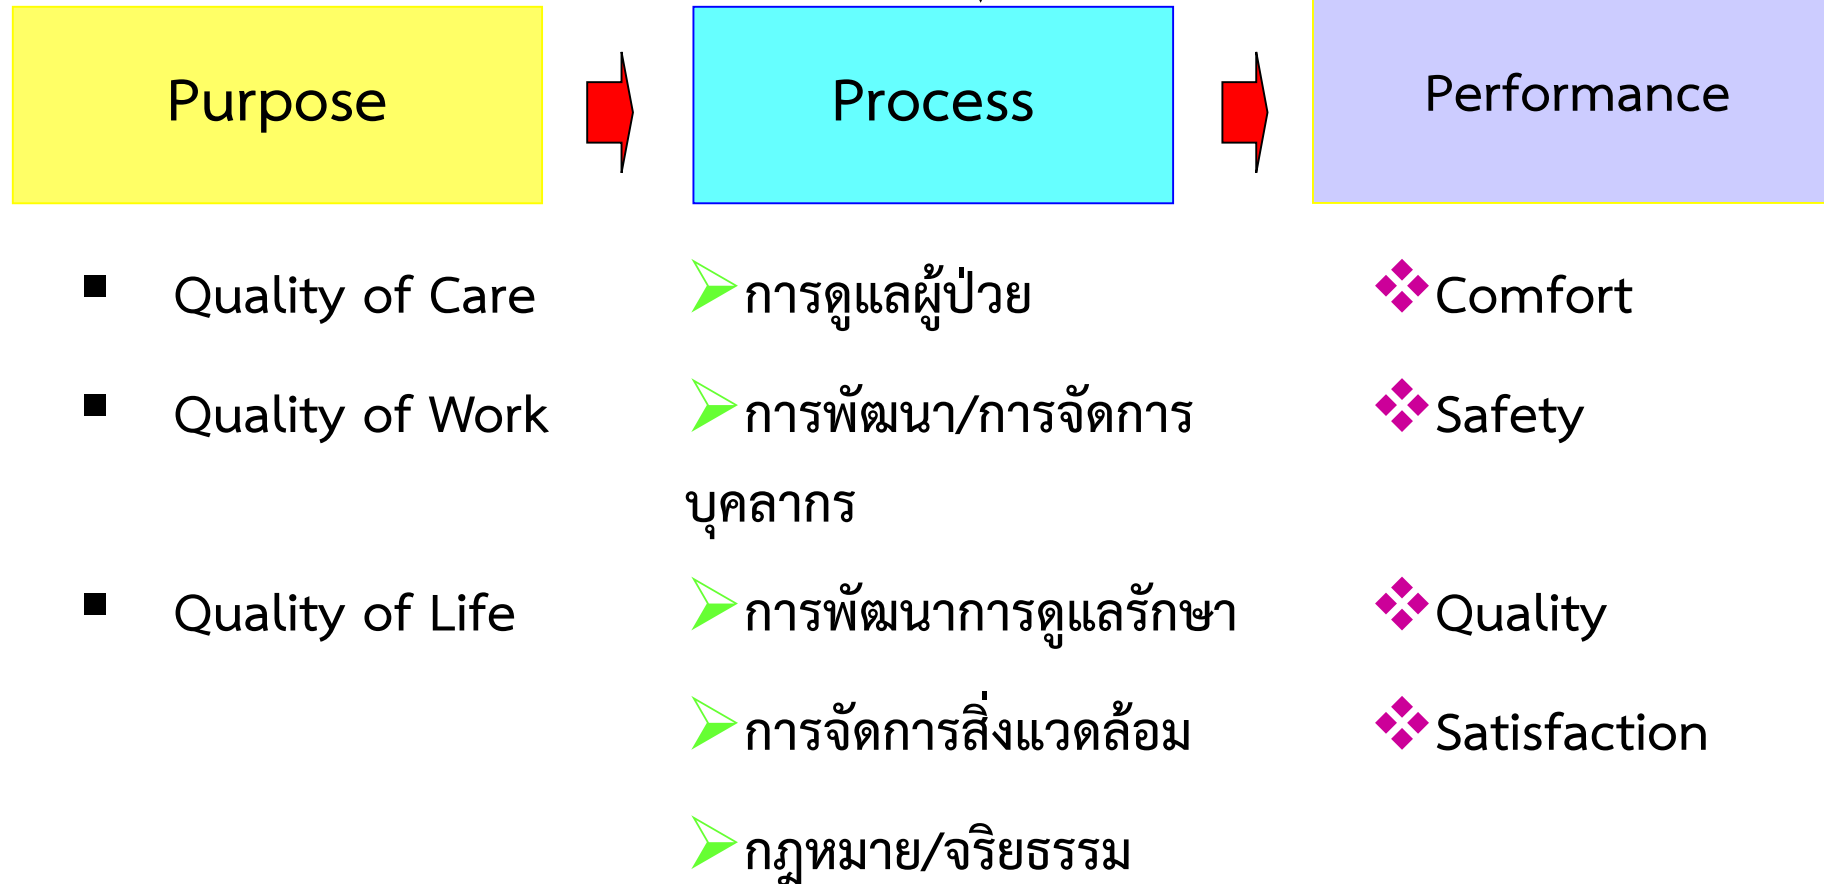 Purpose
Process
Performance
Quality of Care
การดูแลผู้ป่วย
Comfort
Quality of Work
การพัฒนา/การจัดการ
บุคลากร
Safety
Quality of Life
การพัฒนาการดูแลรักษา
Quality
การจัดการสิ่งแวดล้อม
Satisfaction
กฎหมาย/จริยธรรม